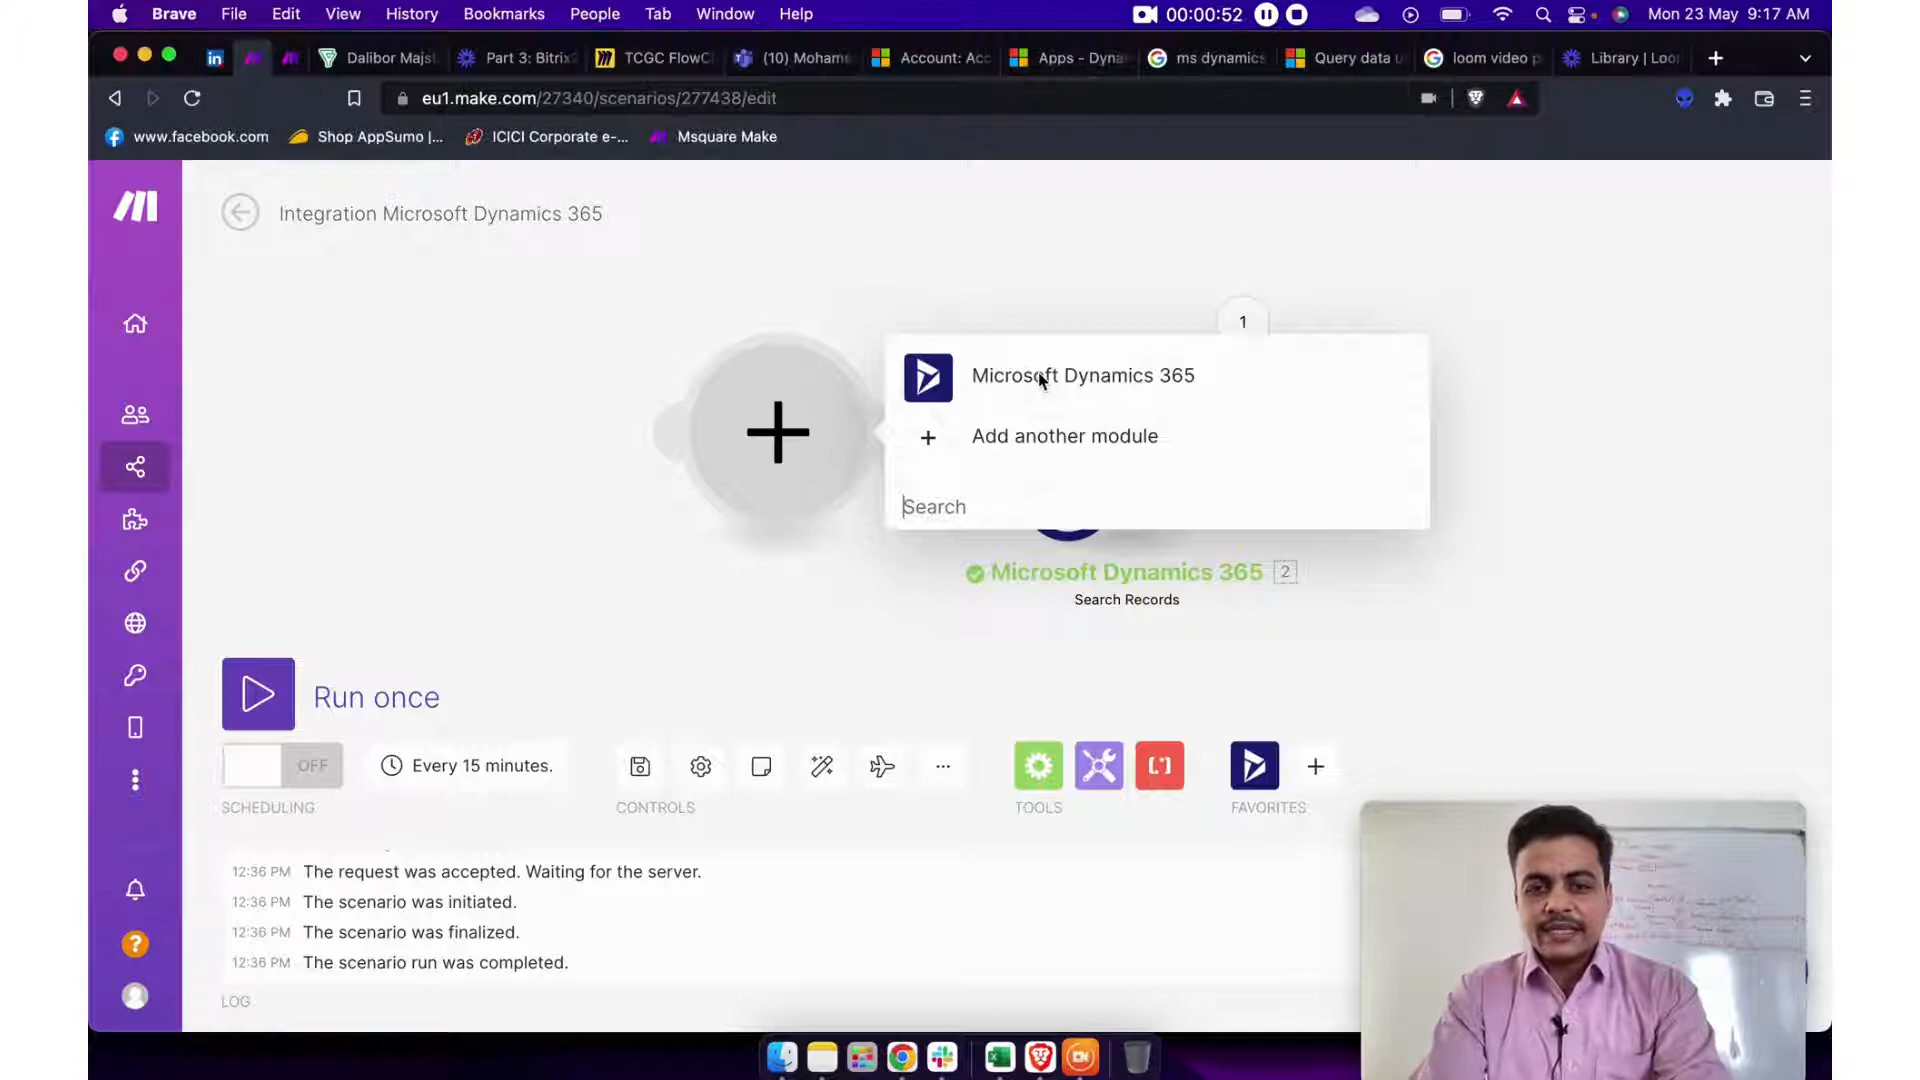 Brave File Edit View History Bookmarks People Tab Window Help 00:00:52 Mon 23 May 9:17 AM
Dalibor Majst Part 3: Bitrix2 TCGC FlowCl (10) Mohame Account: Acc Apps - Dyna ms dynamics Query data u loom video p Library | Loo
eu1.make.com/27340/scenarios/277438/edit
www.facebook.com Shop AppSumo |... ICICI Corporate e-... Msquare Make
Integration Microsoft Dynamics 365
1
Microsoft Dynamics 365
Add another module
Search
Microsoft Dynamics 365 2
Search Records
Run once
OFF Every 15 minutes.
SCHEDULING CONTROLS TOOLS FAVORITES
12:36 PM The request was accepted. Waiting for the server.
12:36 PM The scenario was initiated.
12:36 PM The scenario was finalized.
12:36 PM The scenario run was completed.
LOG